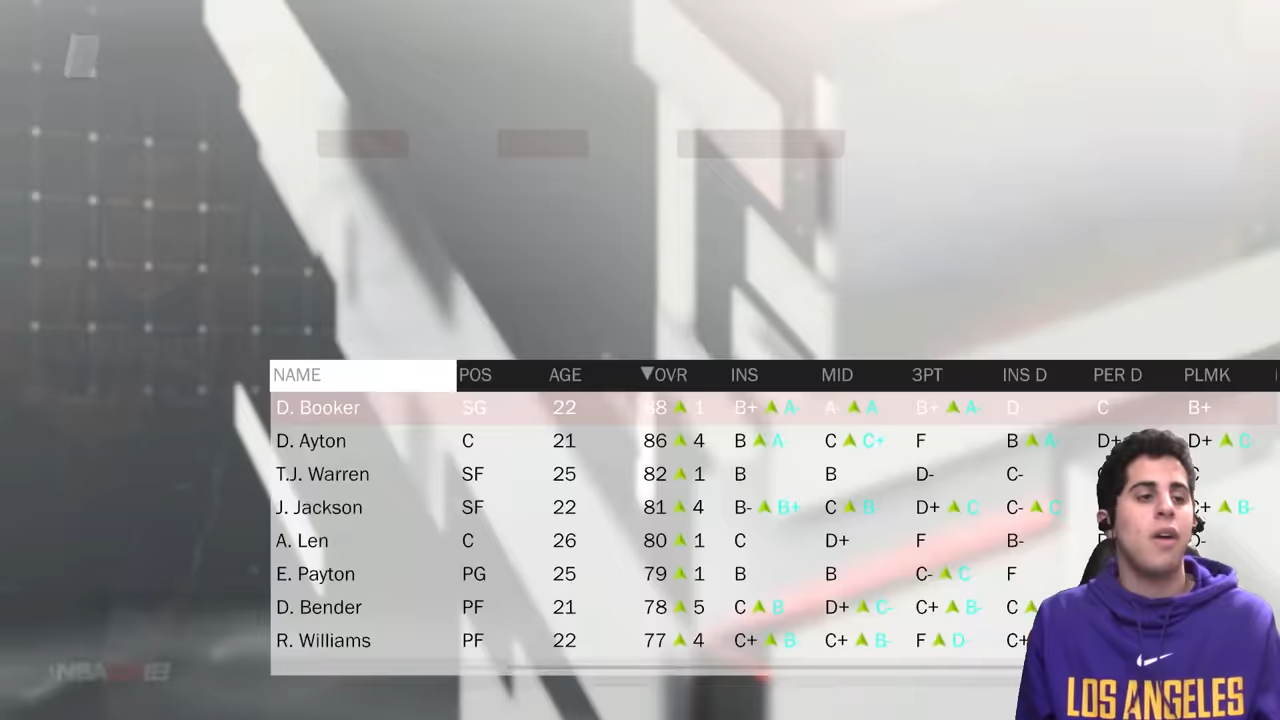 NAME POS AGE ▼OVR INS MID 3PT INS D PER D PLMK
D. Booker SG 22 88 ▲ 1 B+ ▲ A- A- ▲ A B+ ▲ A- D- C B+
D. Ayton C 21 86 ▲ 4 B ▲ A- C ▲ C+ F B ▲ A- D+ D+ ▲ C-
T.J. Warren SF 25 82 ▲ 1 B B D- C-
J. Jackson SF 22 81 ▲ 4 B- ▲ B+ C ▲ B D+ ▲ C C- ▲ C C+ ▲ B-
A. Len C 26 80 ▲ 1 C D+ F B-
E. Payton PG 25 79 ▲ 1 B B C- ▲ C F
D. Bender PF 21 78 ▲ 5 C ▲ B D+ ▲ C- C+ ▲ B- C ▲
R. Williams PF 22 77 ▲ 4 C+ ▲ B C+ ▲ B- F ▲ D C+
NBA
LOS ANGELES